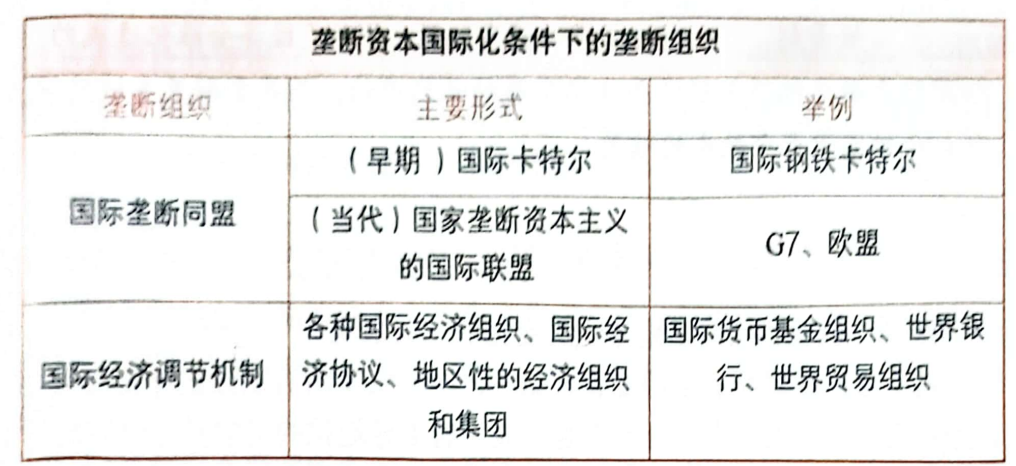 垄断资本国际化条件下的垄断组织
垄断组织
主要形式
举例
国际垄断同盟
（早期）国际卡特尔
国际钢铁卡特尔
（当代）国家垄断资本主义
的国际联盟
G7、欧盟
国际经济调节机制
各种国际经济组织、国际经
济协议、地区性的经济组织
和集团
国际货币基金组织、世界银
行、世界贸易组织